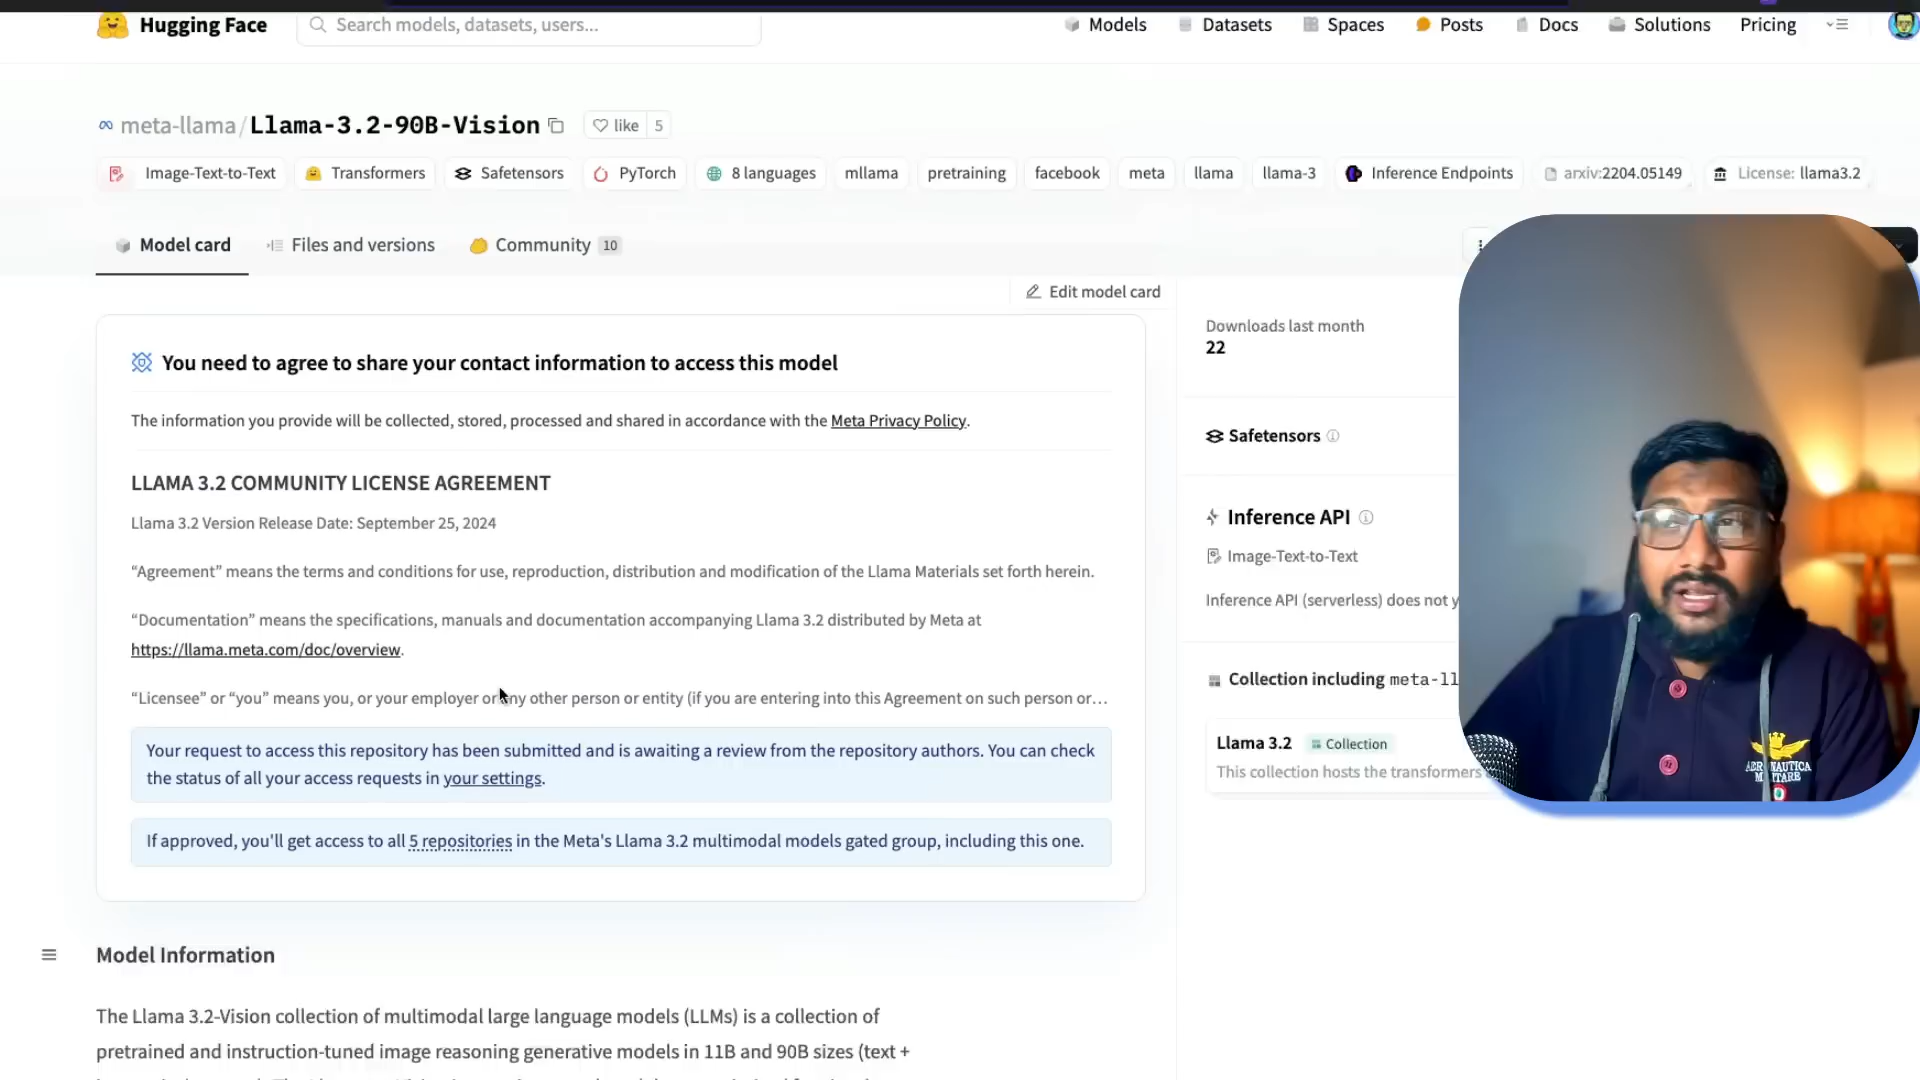 Hugging Face
Search models, datasets, users...
Models
Datasets
Spaces
Posts
Docs
Solutions
Pricing
meta-llama/Llama-3.2-90B-Vision
like 5
Image-Text-to-Text
Transformers
Safetensors
PyTorch
8 languages
mllama
pretraining
facebook
meta
llama
llama-3
Inference Endpoints
arxiv:2204.05149
License: llama3.2
Model card
Files and versions
Community 10
Edit model card
You need to agree to share your contact information to access this model
The information you provide will be collected, stored, processed and shared in accordance with the Meta Privacy Policy.
LLAMA 3.2 COMMUNITY LICENSE AGREEMENT
Llama 3.2 Version Release Date: September 25, 2024
“Agreement” means the terms and conditions for use, reproduction, distribution and modification of the Llama Materials set forth herein.
“Documentation” means the specifications, manuals and documentation accompanying Llama 3.2 distributed by Meta at
https://llama.meta.com/doc/overview.
“Licensee” or “you” means you, or your employer or any other person or entity (if you are entering into this Agreement on such person or…
Your request to access this repository has been submitted and is awaiting a review from the repository authors. You can check
the status of all your access requests in your settings.
If approved, you'll get access to all 5 repositories in the Meta's Llama 3.2 multimodal models gated group, including this one.
Model Information
The Llama 3.2-Vision collection of multimodal large language models (LLMs) is a collection of
pretrained and instruction-tuned image reasoning generative models in 11B and 90B sizes (text +
Downloads last month
22
Safetensors
Inference API
Image-Text-to-Text
Inference API (serverless) does not y
Collection including meta-ll
Llama 3.2 Collection
This collection hosts the transformers
AERONAUTICA
MILITARE